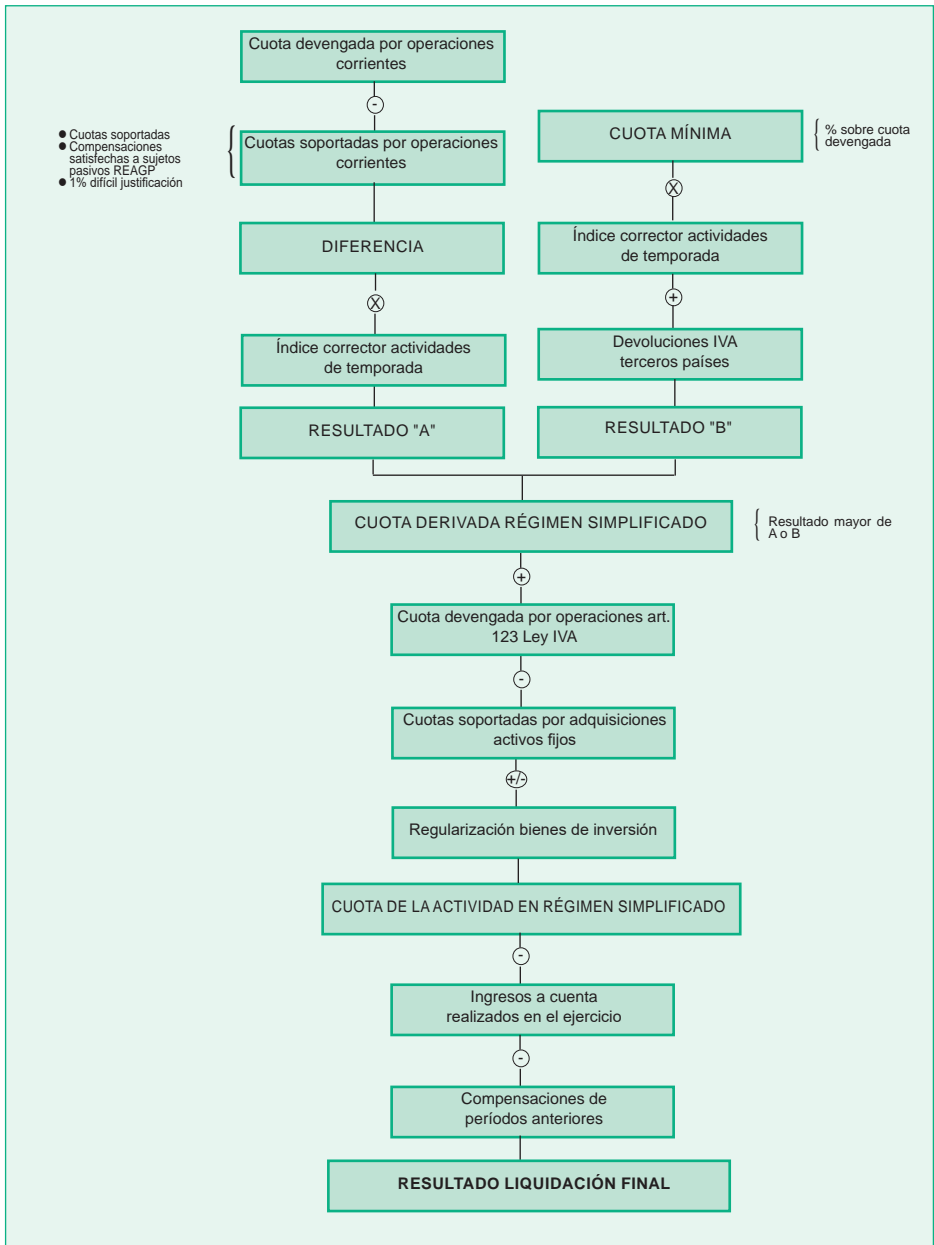 Cuota devengada por operaciones
corrientes
-
● Cuotas soportadas
● Compensaciones
satisfechas a sujetos
pasivos REAGP
● 1% difícil justificación
{
Cuotas soportadas por operaciones
corrientes
CUOTA MÍNIMA
{ % sobre cuota
devengada
X
DIFERENCIA
Índice corrector actividades
de temporada
X
+
Índice corrector actividades
de temporada
Devoluciones IVA
terceros países
RESULTADO "A"
RESULTADO "B"
CUOTA DERIVADA RÉGIMEN SIMPLIFICADO
{ Resultado mayor de
A o B
+
Cuota devengada por operaciones art.
123 Ley IVA
-
Cuotas soportadas por adquisiciones
activos fijos
+/-
Regularización bienes de inversión
CUOTA DE LA ACTIVIDAD EN RÉGIMEN SIMPLIFICADO
-
Ingresos a cuenta
realizados en el ejercicio
-
Compensaciones de
períodos anteriores
RESULTADO LIQUIDACIÓN FINAL